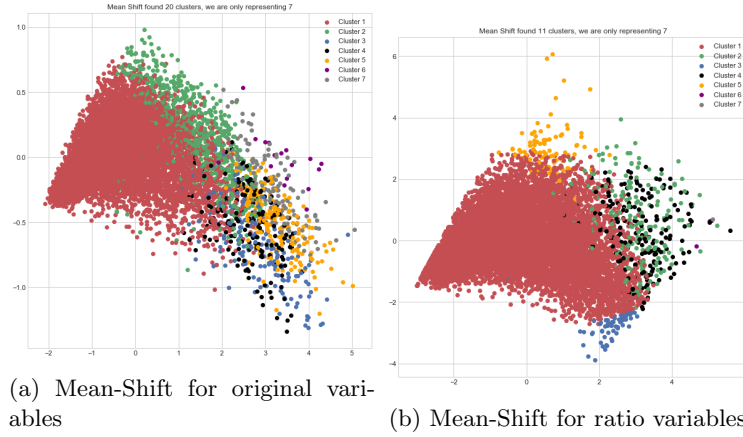 Mean Shift found 20 clusters, we are only representing 7
Cluster 1
Cluster 2
Cluster 3
Cluster 4
Cluster 5
Cluster 6
Cluster 7
1.0
0.5
0.0
−0.5
−1.0
−2
−1
0
1
2
3
4
5
(a) Mean-Shift for original vari-
ables
Mean Shift found 11 clusters, we are only representing 7
Cluster 1
Cluster 2
Cluster 3
Cluster 4
Cluster 5
Cluster 6
Cluster 7
6
4
2
0
−2
−4
−2
0
2
4
(b) Mean-Shift for ratio variables